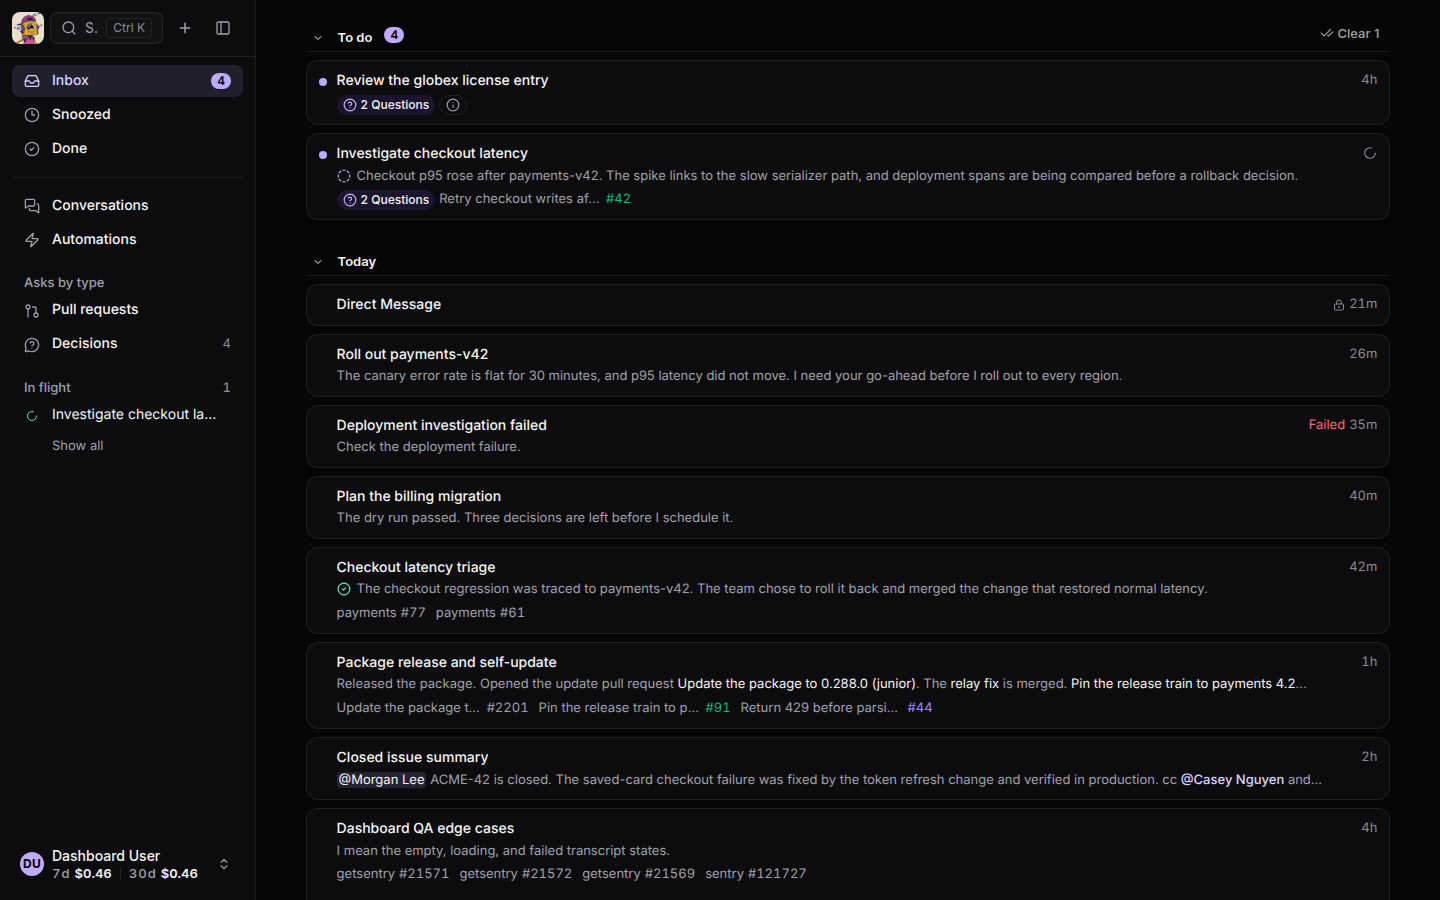 S. Ctrl K
Inbox 4
Snoozed
Done
Conversations
Automations
Asks by type
Pull requests
Decisions 4
In flight 1
Investigate checkout la...
Show all
Dashboard User
DU
7d $0.46 30d $0.46
To do 4 Clear 1
Review the globex license entry 4h
2 Questions
Investigate checkout latency
Checkout p95 rose after payments-v42. The spike links to the slow serializer path, and deployment spans are being compared before a rollback decision.
2 Questions Retry checkout writes af... #42
Today
Direct Message 21m
Roll out payments-v42 26m
The canary error rate is flat for 30 minutes, and p95 latency did not move. I need your go-ahead before I roll out to every region.
Deployment investigation failed Failed 35m
Check the deployment failure.
Plan the billing migration 40m
The dry run passed. Three decisions are left before I schedule it.
Checkout latency triage 42m
The checkout regression was traced to payments-v42. The team chose to roll it back and merged the change that restored normal latency.
payments #77 payments #61
Package release and self-update 1h
Released the package. Opened the update pull request Update the package to 0.288.0 (junior). The relay fix is merged. Pin the release train to payments 4.2...
Update the package t... #2201 Pin the release train to p... #91 Return 429 before parsi... #44
Closed issue summary 2h
@Morgan Lee ACME-42 is closed. The saved-card checkout failure was fixed by the token refresh change and verified in production. cc @Casey Nguyen and...
Dashboard QA edge cases 4h
I mean the empty, loading, and failed transcript states.
getsentry #21571 getsentry #21572 getsentry #21569 sentry #121727